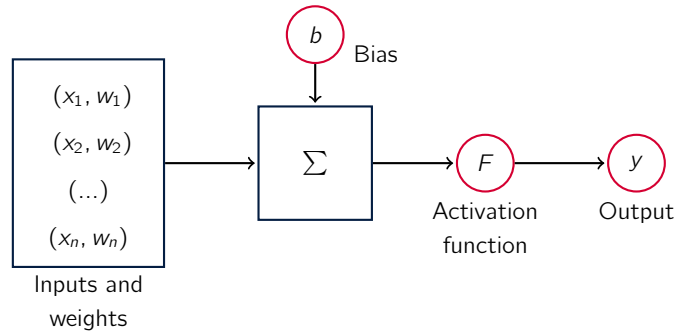 b
Bias
(x₁, w₁)
(x₂, w₂)
(...)
(xₙ, wₙ)
∑
F
y
Activation
function
Output
Inputs and
weights